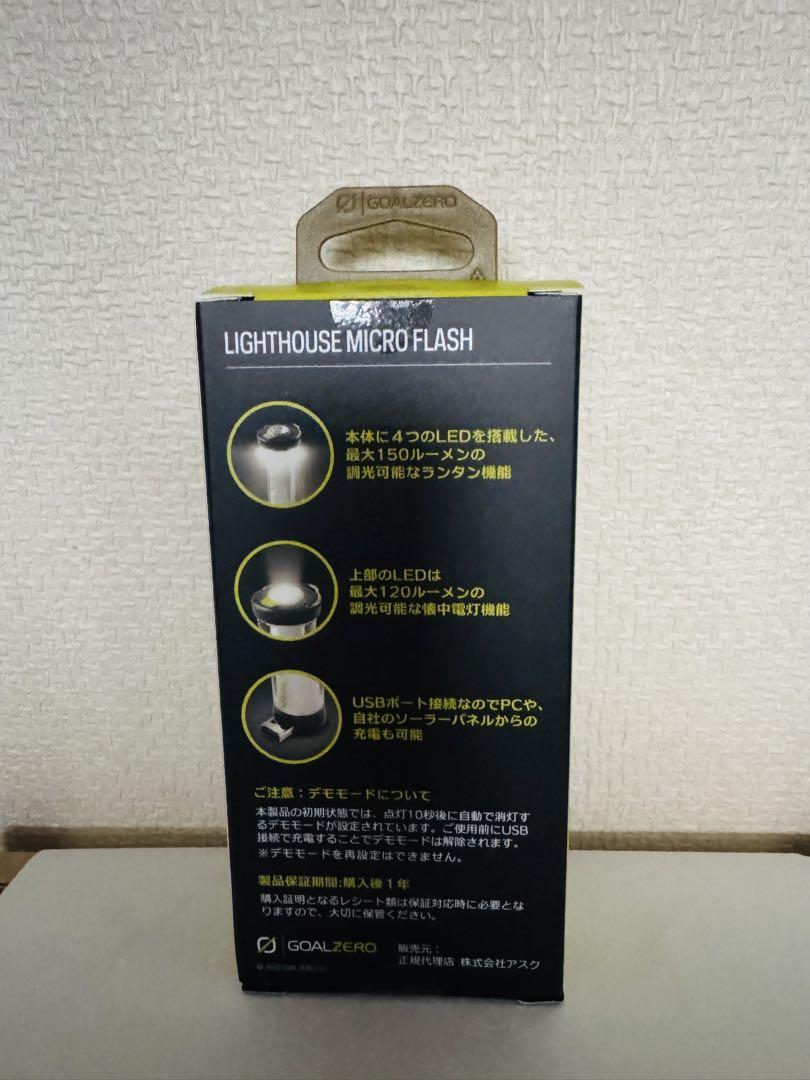 GOALZERO
LIGHTHOUSE MICRO FLASH
本体に4つのLEDを搭載した、
最大150ルーメンの
調光可能なランタン機能
上部のLEDは
最大120ルーメンの
調光可能な懐中電灯機能
USBポート接続なのでPCや、
自社のソーラーパネルからの
充電も可能
ご注意：デモモードについて
本製品の初期状態では、点灯10秒後に自動で消灯す
るデモモードが設定されています。ご使用前にUSB
接続で充電することでデモモードは解除されます。
※デモモードを再設定はできません。
製品保証期間:購入後1年
購入証明となるレシート類は保証対応時に必要とな
りますので、大切に保管ください。
GOALZERO
販売元：
正規代理店 株式会社アスク